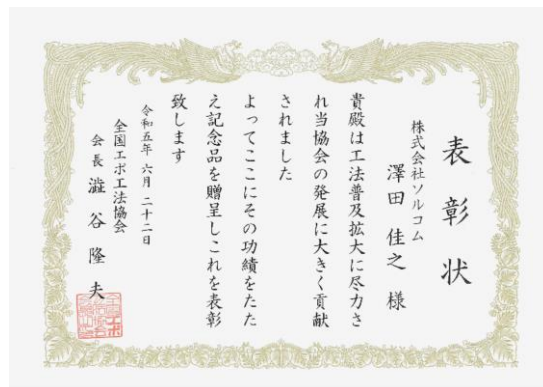 表彰状
株式会社ソルコム
澤田佳之様
貴殿は工法普及拡大に尽力さ
れ当協会の発展に大きく貢献
されました
よってここにその功績をたた
え記念品を贈呈しこれを表彰
致します
令和五年六月二十二日
全国エポ工法協会
会長 澁谷隆夫